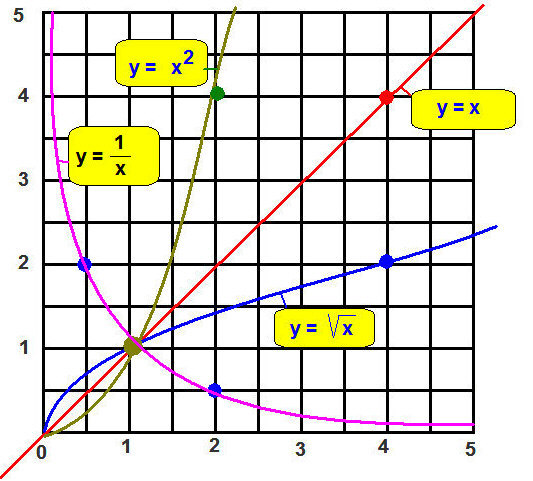 5
y = x²
4
y = x
y = 1/x
3
2
y = √x
1
0 1 2 3 4 5